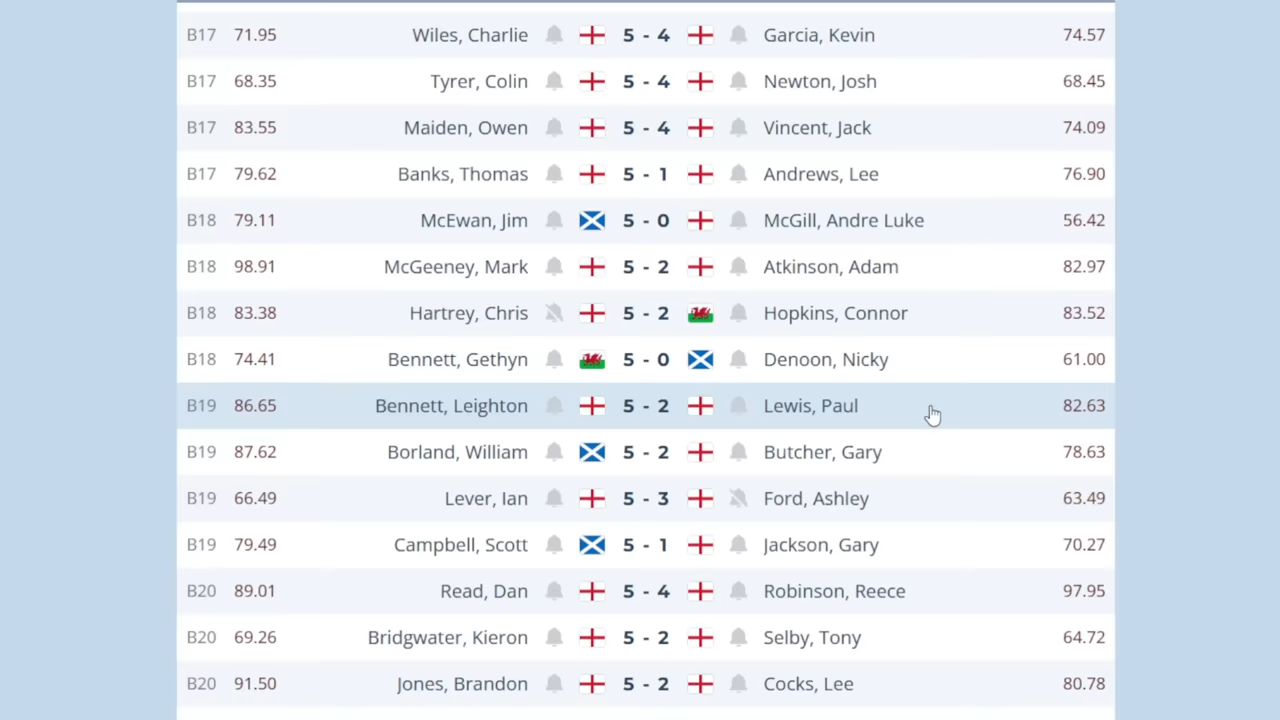 B17 71.95 Wiles, Charlie 5 - 4 Garcia, Kevin 74.57
B17 68.35 Tyrer, Colin 5 - 4 Newton, Josh 68.45
B17 83.55 Maiden, Owen 5 - 4 Vincent, Jack 74.09
B17 79.62 Banks, Thomas 5 - 1 Andrews, Lee 76.90
B18 79.11 McEwan, Jim 5 - 0 McGill, Andre Luke 56.42
B18 98.91 McGeeney, Mark 5 - 2 Atkinson, Adam 82.97
B18 83.38 Hartrey, Chris 5 - 2 Hopkins, Connor 83.52
B18 74.41 Bennett, Gethyn 5 - 0 Denoon, Nicky 61.00
B19 86.65 Bennett, Leighton 5 - 2 Lewis, Paul 82.63
B19 87.62 Borland, William 5 - 2 Butcher, Gary 78.63
B19 66.49 Lever, Ian 5 - 3 Ford, Ashley 63.49
B19 79.49 Campbell, Scott 5 - 1 Jackson, Gary 70.27
B20 89.01 Read, Dan 5 - 4 Robinson, Reece 97.95
B20 69.26 Bridgwater, Kieron 5 - 2 Selby, Tony 64.72
B20 91.50 Jones, Brandon 5 - 2 Cocks, Lee 80.78